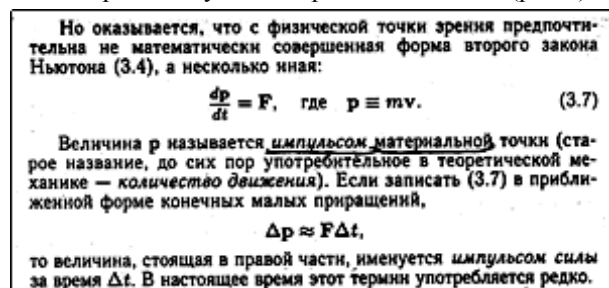 Но оказывается, что с физической точки зрения предпочти-
тельна не математически совершенная форма второго закона
Ньютона (3.4), а несколько иная:
dp/dt = F, где p ≡ mv. (3.7)
Величина p называется импульсом материальной точки (ста-
рое название, до сих пор употребительное в теоретической ме-
ханике — количество движения). Если записать (3.7) в прибли-
женной форме конечных малых приращений,
Δp ≈ FΔt,
то величина, стоящая в правой части, именуется импульсом силы
за время Δt. В настоящее время этот термин употребляется редко.